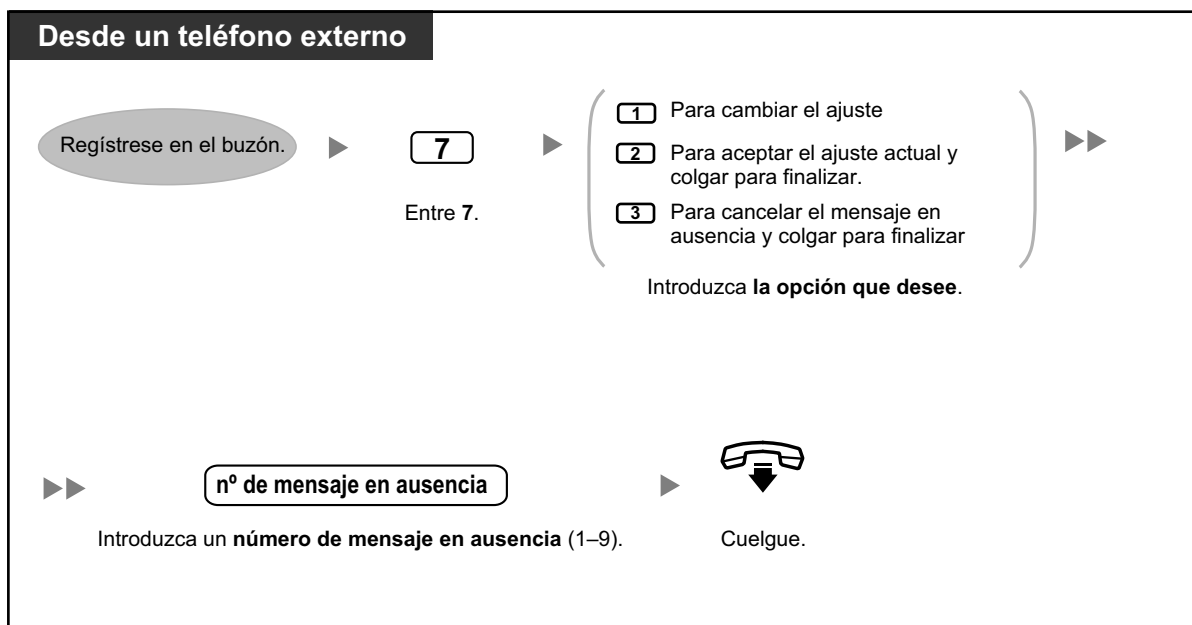 Desde un teléfono externo
Regístrese en el buzón.
7
Entre 7.
1 Para cambiar el ajuste
2 Para aceptar el ajuste actual y
colgar para finalizar.
3 Para cancelar el mensaje en
ausencia y colgar para finalizar
Introduzca la opción que desee.
nº de mensaje en ausencia
Introduzca un número de mensaje en ausencia (1–9).
Cuelgue.